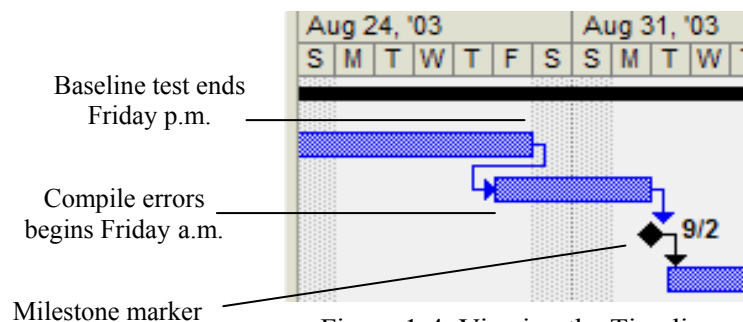 Aug 24, '03 Aug 31, '03
S M T W T F S S M T W
Baseline test ends
Friday p.m.
Compile errors
begins Friday a.m.
9/2
Milestone marker